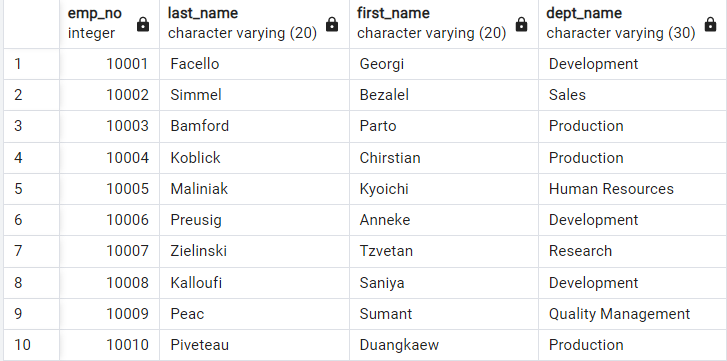 emp_no last_name first_name dept_name
integer character varying (20) character varying (20) character varying (30)
1 10001 Facello Georgi Development
2 10002 Simmel Bezalel Sales
3 10003 Bamford Parto Production
4 10004 Koblick Chirstian Production
5 10005 Maliniak Kyoichi Human Resources
6 10006 Preusig Anneke Development
7 10007 Zielinski Tzvetan Research
8 10008 Kalloufi Saniya Development
9 10009 Peac Sumant Quality Management
10 10010 Piveteau Duangkaew Production